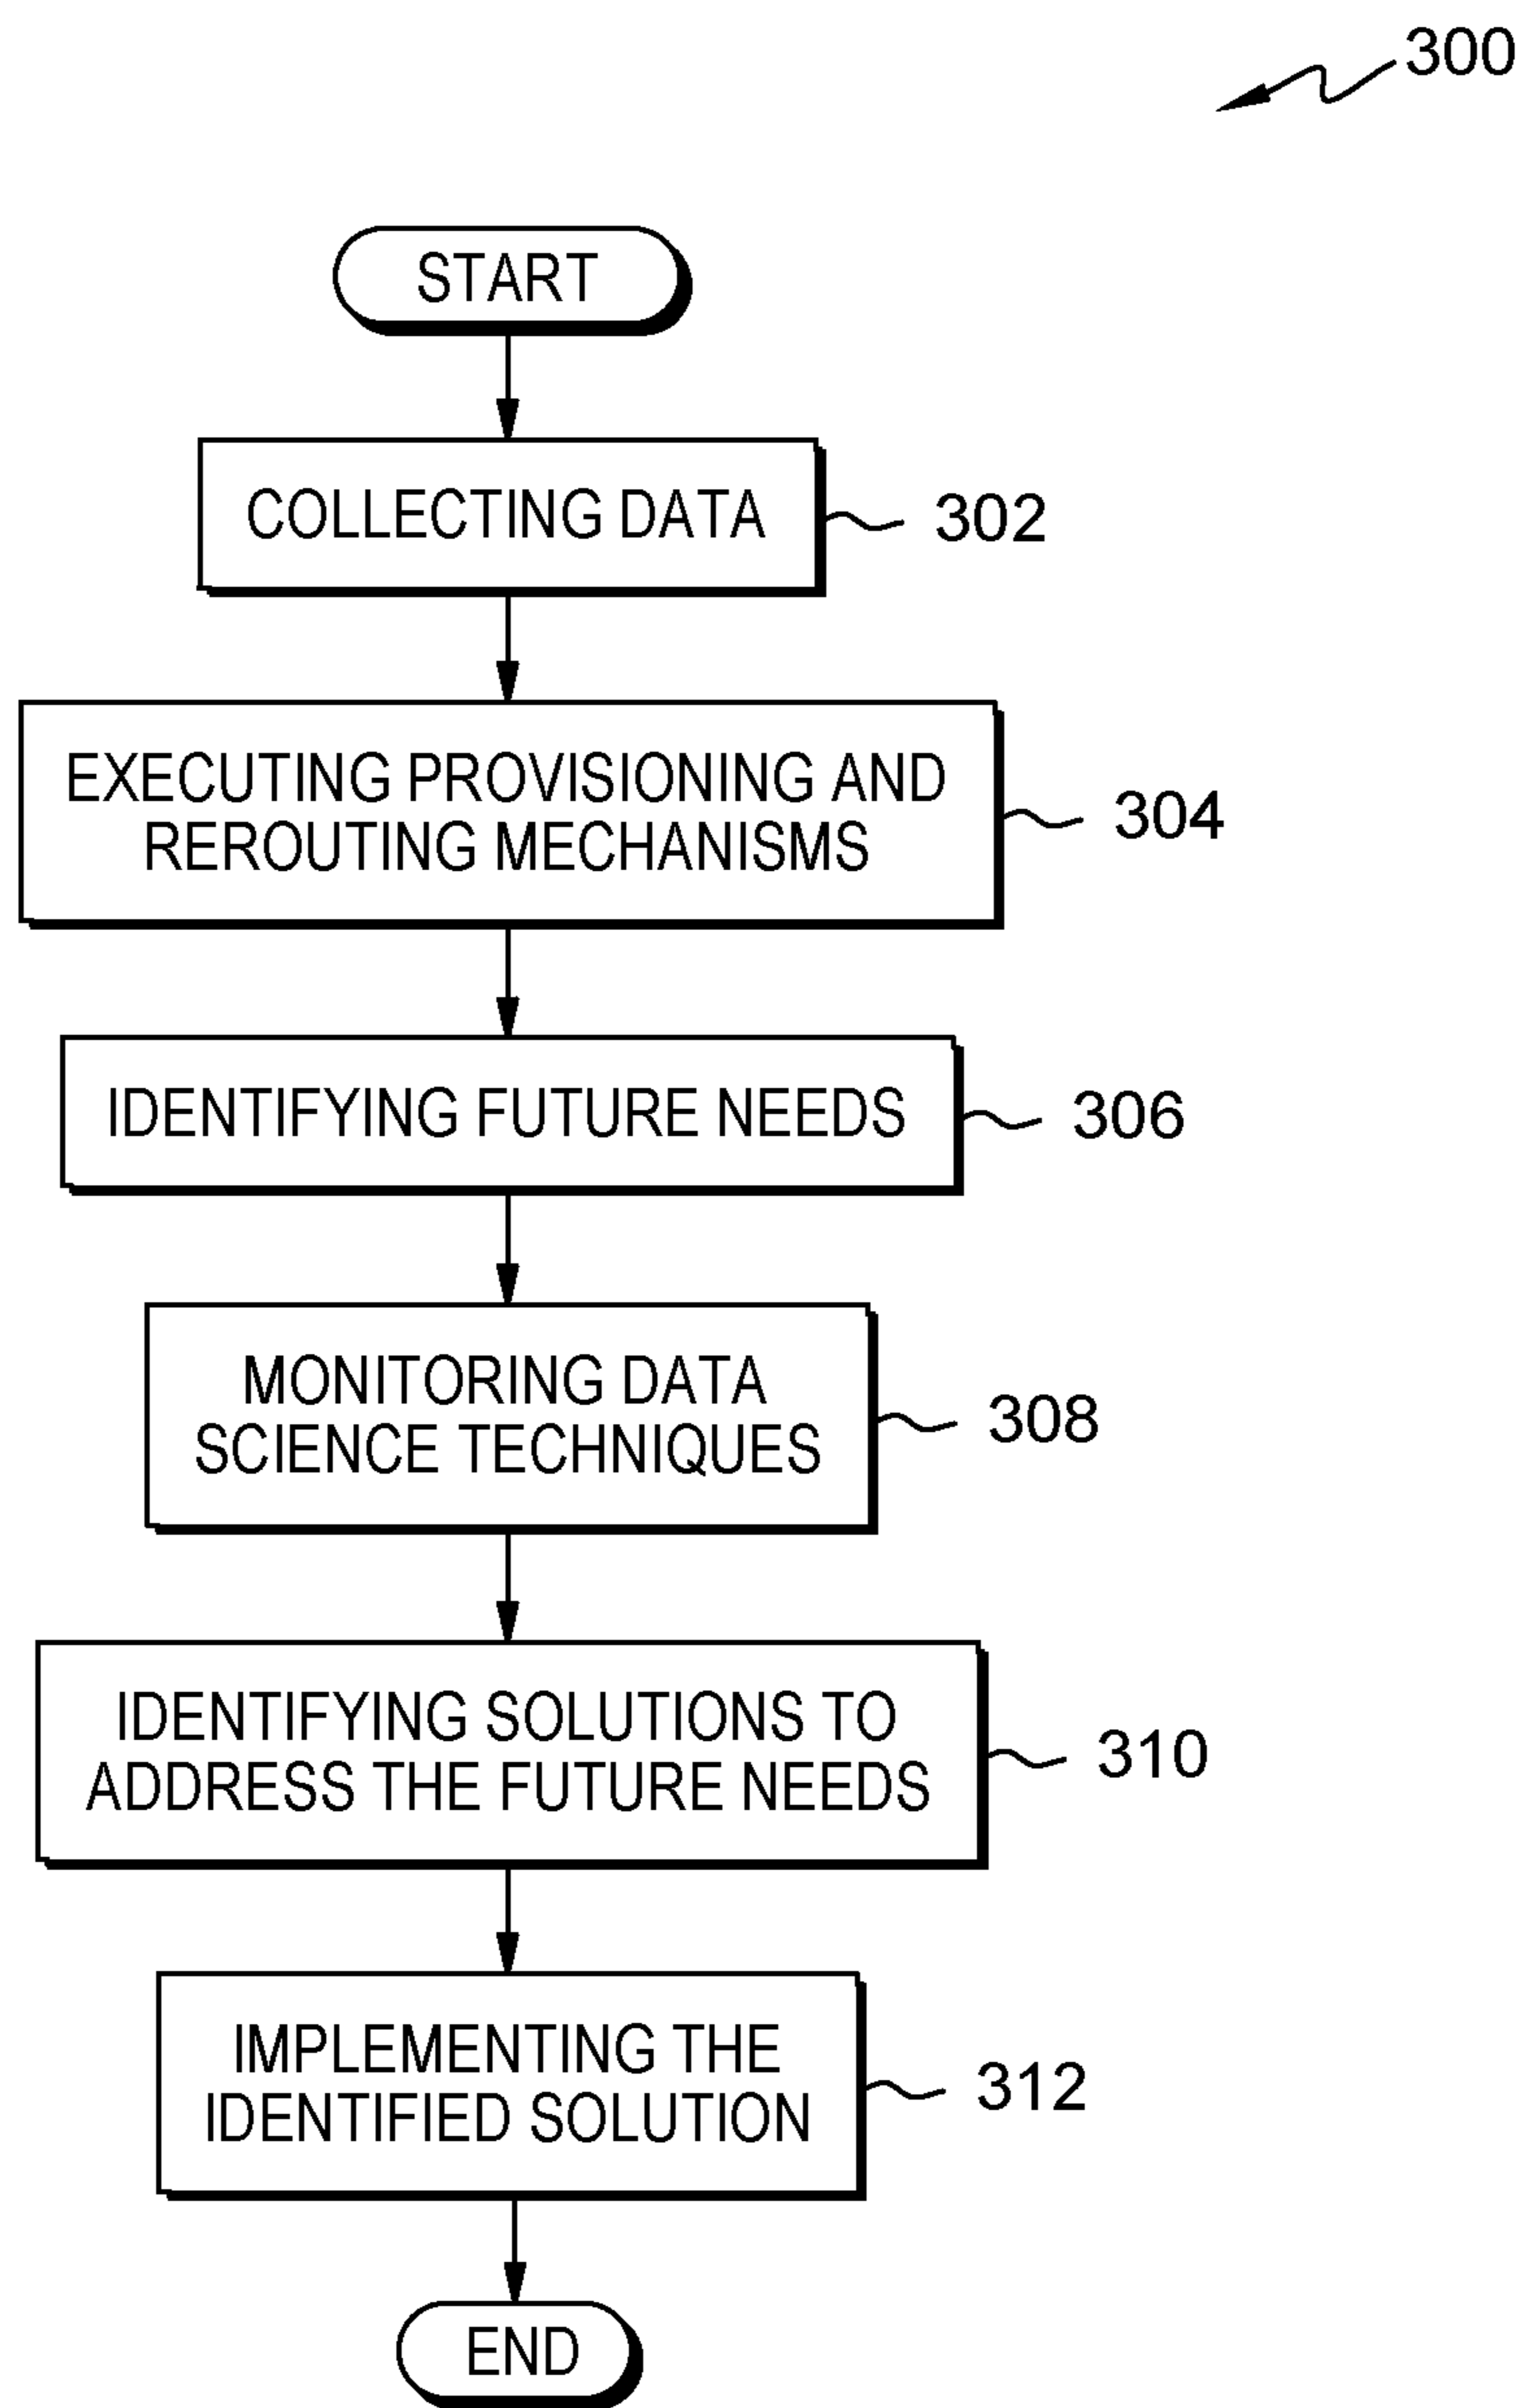 300
START
COLLECTING DATA
302
EXECUTING PROVISIONING AND
REROUTING MECHANISMS
304
IDENTIFYING FUTURE NEEDS
306
MONITORING DATA
SCIENCE TECHNIQUES
308
IDENTIFYING SOLUTIONS TO
ADDRESS THE FUTURE NEEDS
310
IMPLEMENTING THE
IDENTIFIED SOLUTION
312
END